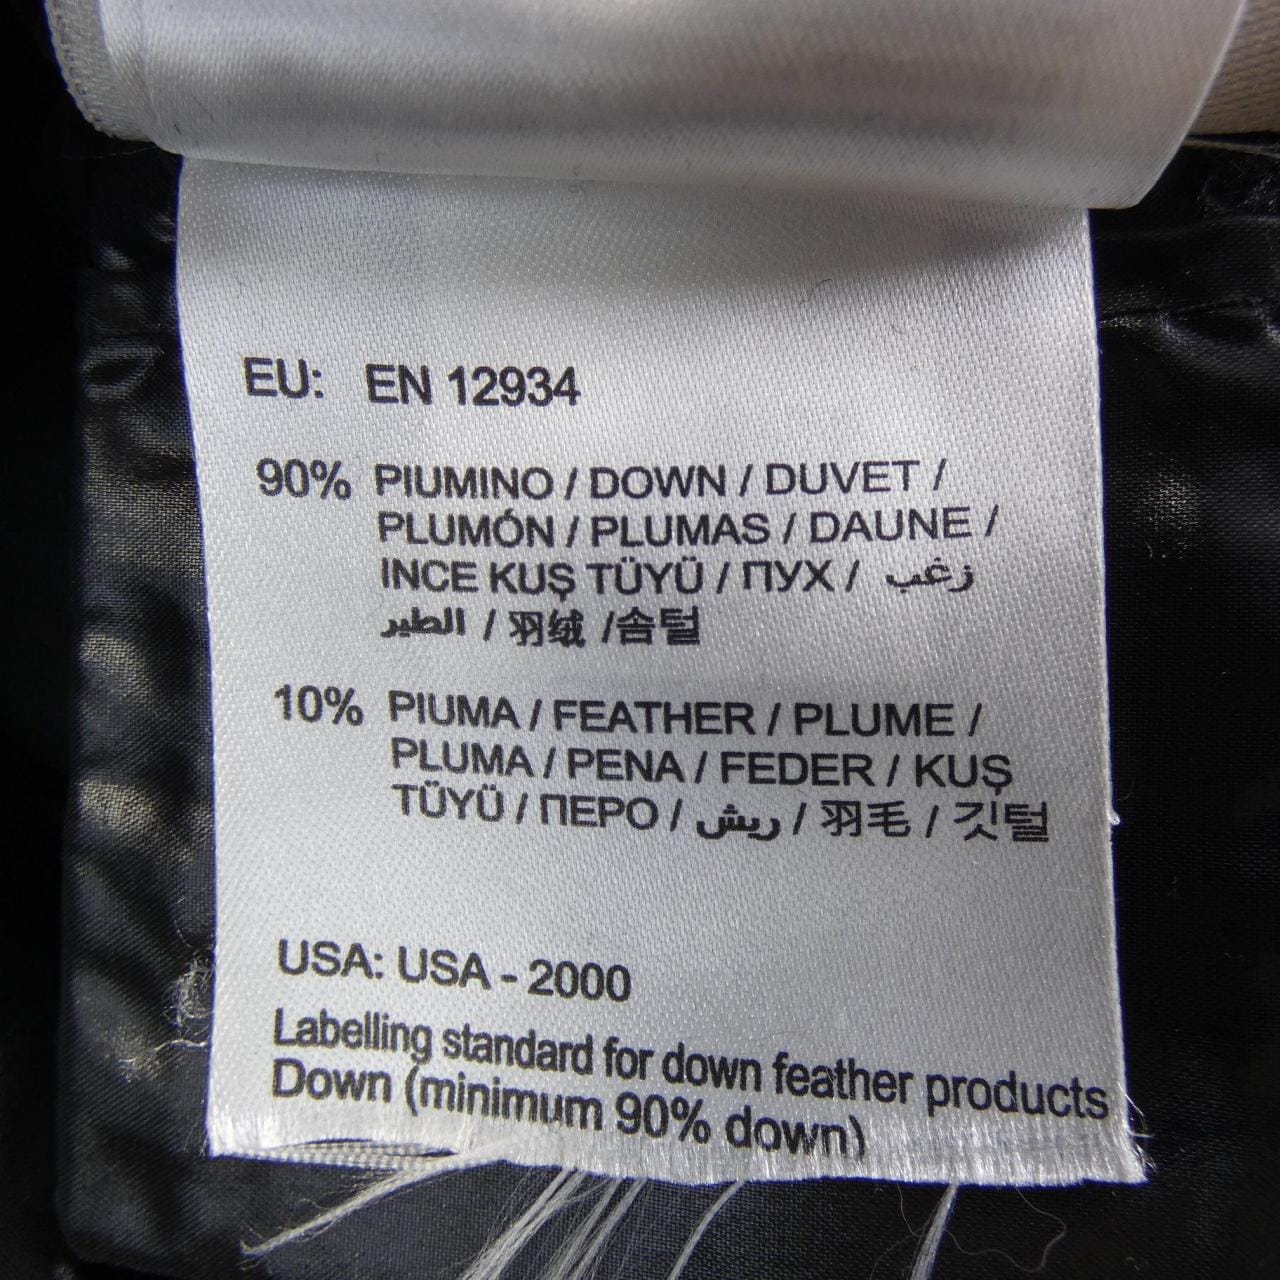 EU: EN 12934
90% PIUMINO / DOWN / DUVET /
PLUMÓN / PLUMAS / DAUNE /
INCE KUŞ TÜYÜ / ПУХ / زغب
الطير / 羽绒 /솜털
10% PIUMA / FEATHER / PLUME /
PLUMA / PENA / FEDER / KUŞ
TÜYÜ / ПЕРО / ريش / 羽毛 / 깃털
USA: USA - 2000
Labelling standard for down feather products
Down (minimum 90% down)